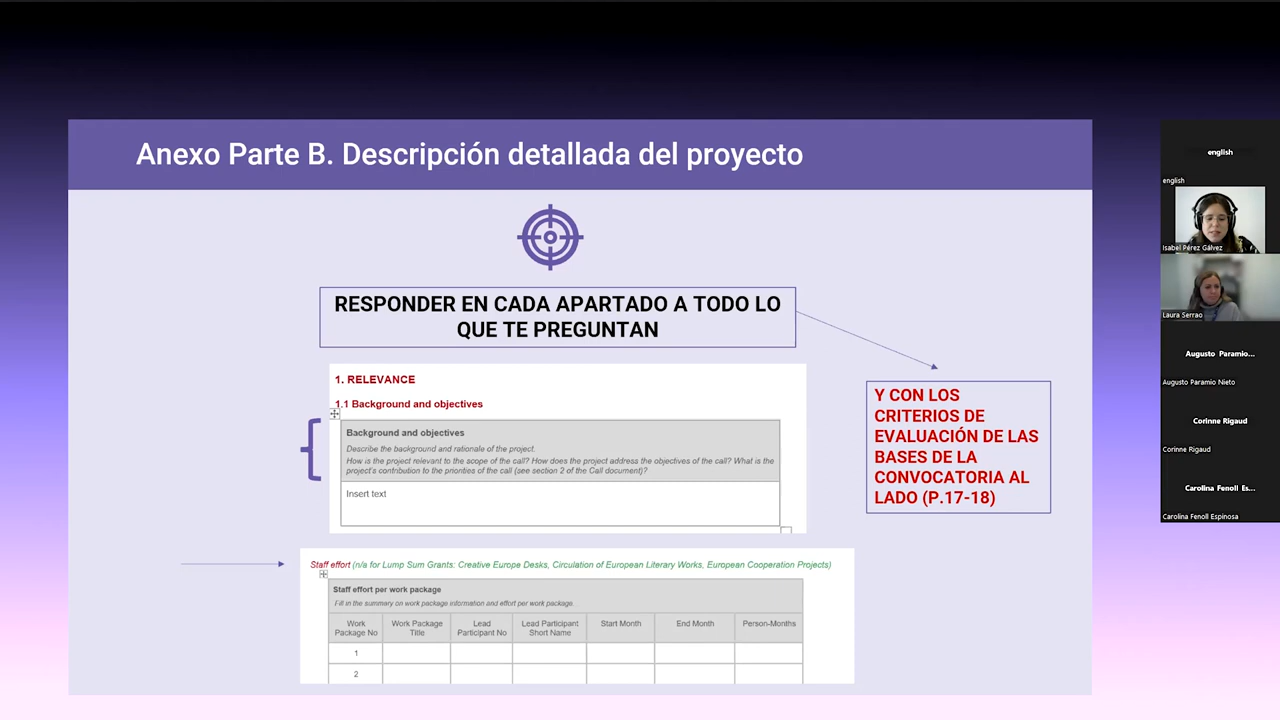 Anexo Parte B. Descripción detallada del proyecto
RESPONDER EN CADA APARTADO A TODO LO
QUE TE PREGUNTAN
1. RELEVANCE
1.1 Background and objectives
Background and objectives
Describe the background and rationale of the project.
How is the project relevant to the scope of the call? How does the project address the objectives of the call? What is the
project's contribution to the priorities of the call (see section 2 of the Call document)?
Insert text
Y CON LOS
CRITERIOS DE
EVALUACIÓN DE LAS
BASES DE LA
CONVOCATORIA AL
LADO (P.17-18)
Staff effort (n/a for Lump Sum Grants: Creative Europe Desks, Circulation of European Literary Works, European Cooperation Projects)
Staff effort per work package
Fill in the summary on work package information and effort per work package.
Work Package No Work Package Title Lead Participant No Lead Participant Short Name Start Month End Month Person-Months
1
2
english
english
Isabel Pérez Gálvez
Laura Serrao
Augusto Paramio...
Augusto Paramio Nieto
Corinne Rigaud
Corinne Rigaud
Carolina Fenoll Es...
Carolina Fenoll Espinosa